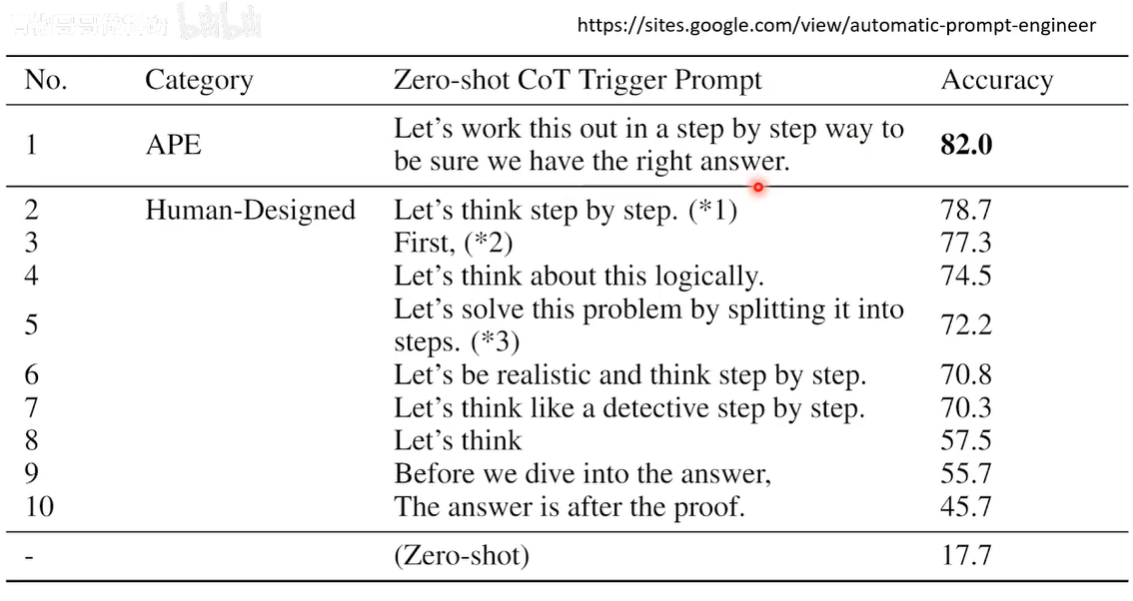 https://sites.google.com/view/automatic-prompt-engineer
No. Category Zero-shot CoT Trigger Prompt Accuracy
1 APE Let's work this out in a step by step way to be sure we have the right answer. 82.0
2 Human-Designed Let's think step by step. (*1) 78.7
3 First, (*2) 77.3
4 Let's think about this logically. 74.5
5 Let's solve this problem by splitting it into steps. (*3) 72.2
6 Let's be realistic and think step by step. 70.8
7 Let's think like a detective step by step. 70.3
8 Let's think 57.5
9 Before we dive into the answer, 55.7
10 The answer is after the proof. 45.7
- (Zero-shot) 17.7